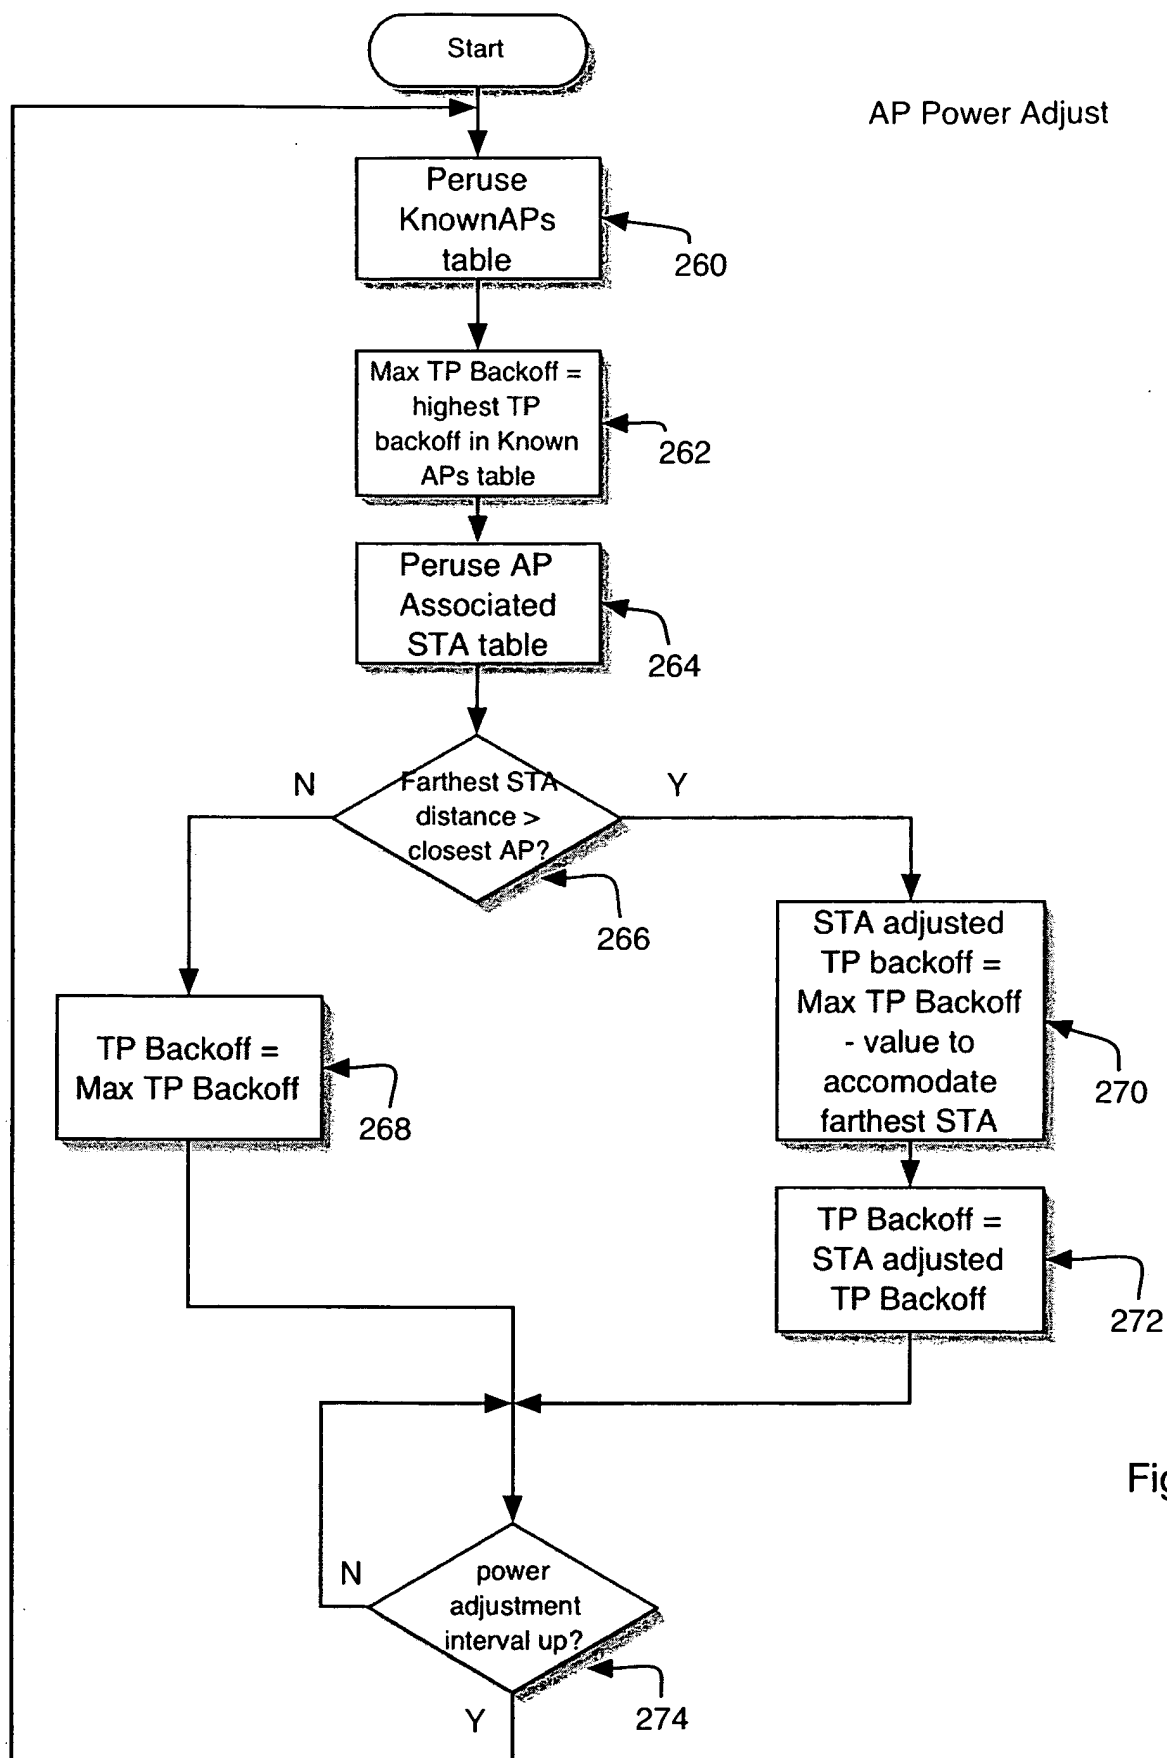 Start
AP Power Adjust
Peruse
KnownAPs
table
260
Max TP Backoff =
highest TP
backoff in Known
APs table
262
Peruse AP
Associated
STA table
264
N
Farthest STA
distance >
closest AP?
Y
266
STA adjusted
TP backoff =
Max TP Backoff
- value to
accomodate
farthest STA
270
TP Backoff =
Max TP Backoff
268
TP Backoff =
STA adjusted
TP Backoff
272
N
power
adjustment
interval up?
274
Y